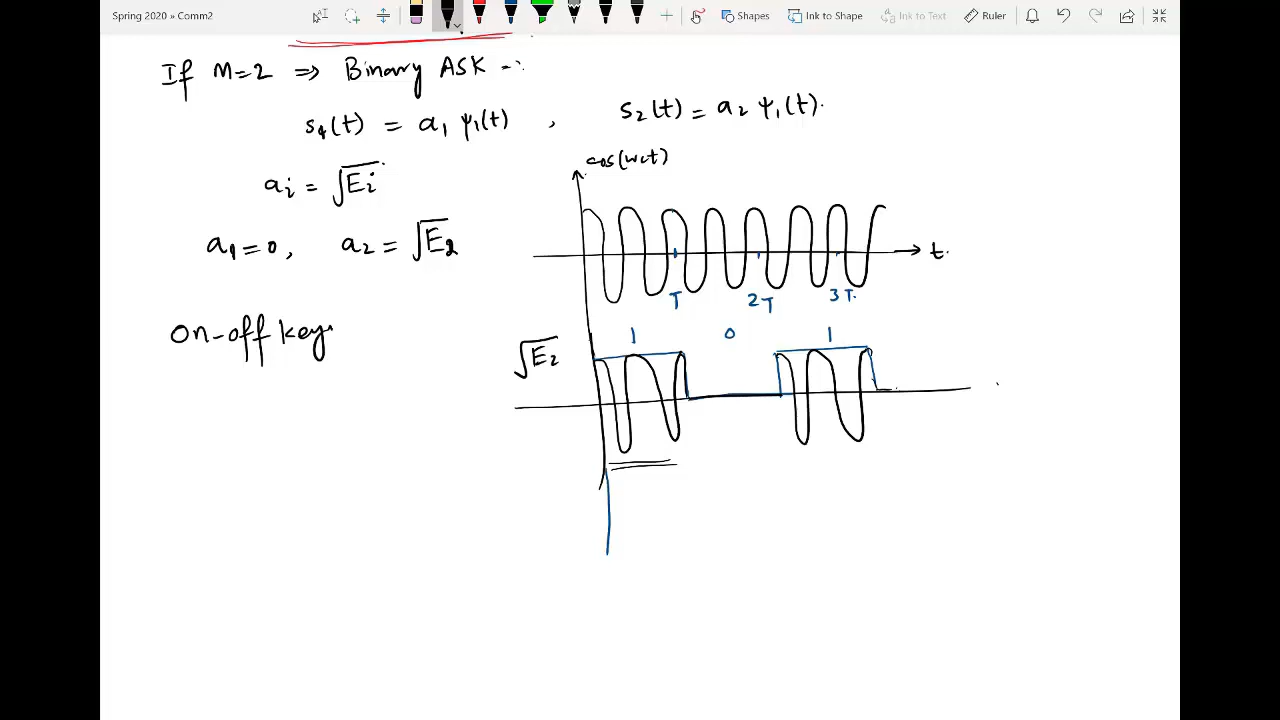 Spring 2020 » Comm2
Shapes
Ink to Shape
Ink to Text
Ruler
If M=2 ⇒ Binary ASK -:
s₁(t) = a₁ ψ₁(t) , s₂(t) = a₂ ψ₁(t).
aᵢ = √Eᵢ
cos(wct)
a₁=0, a₂ = √E₂
t.
T 2T 3T.
On-off key
1 0 1
√E₂